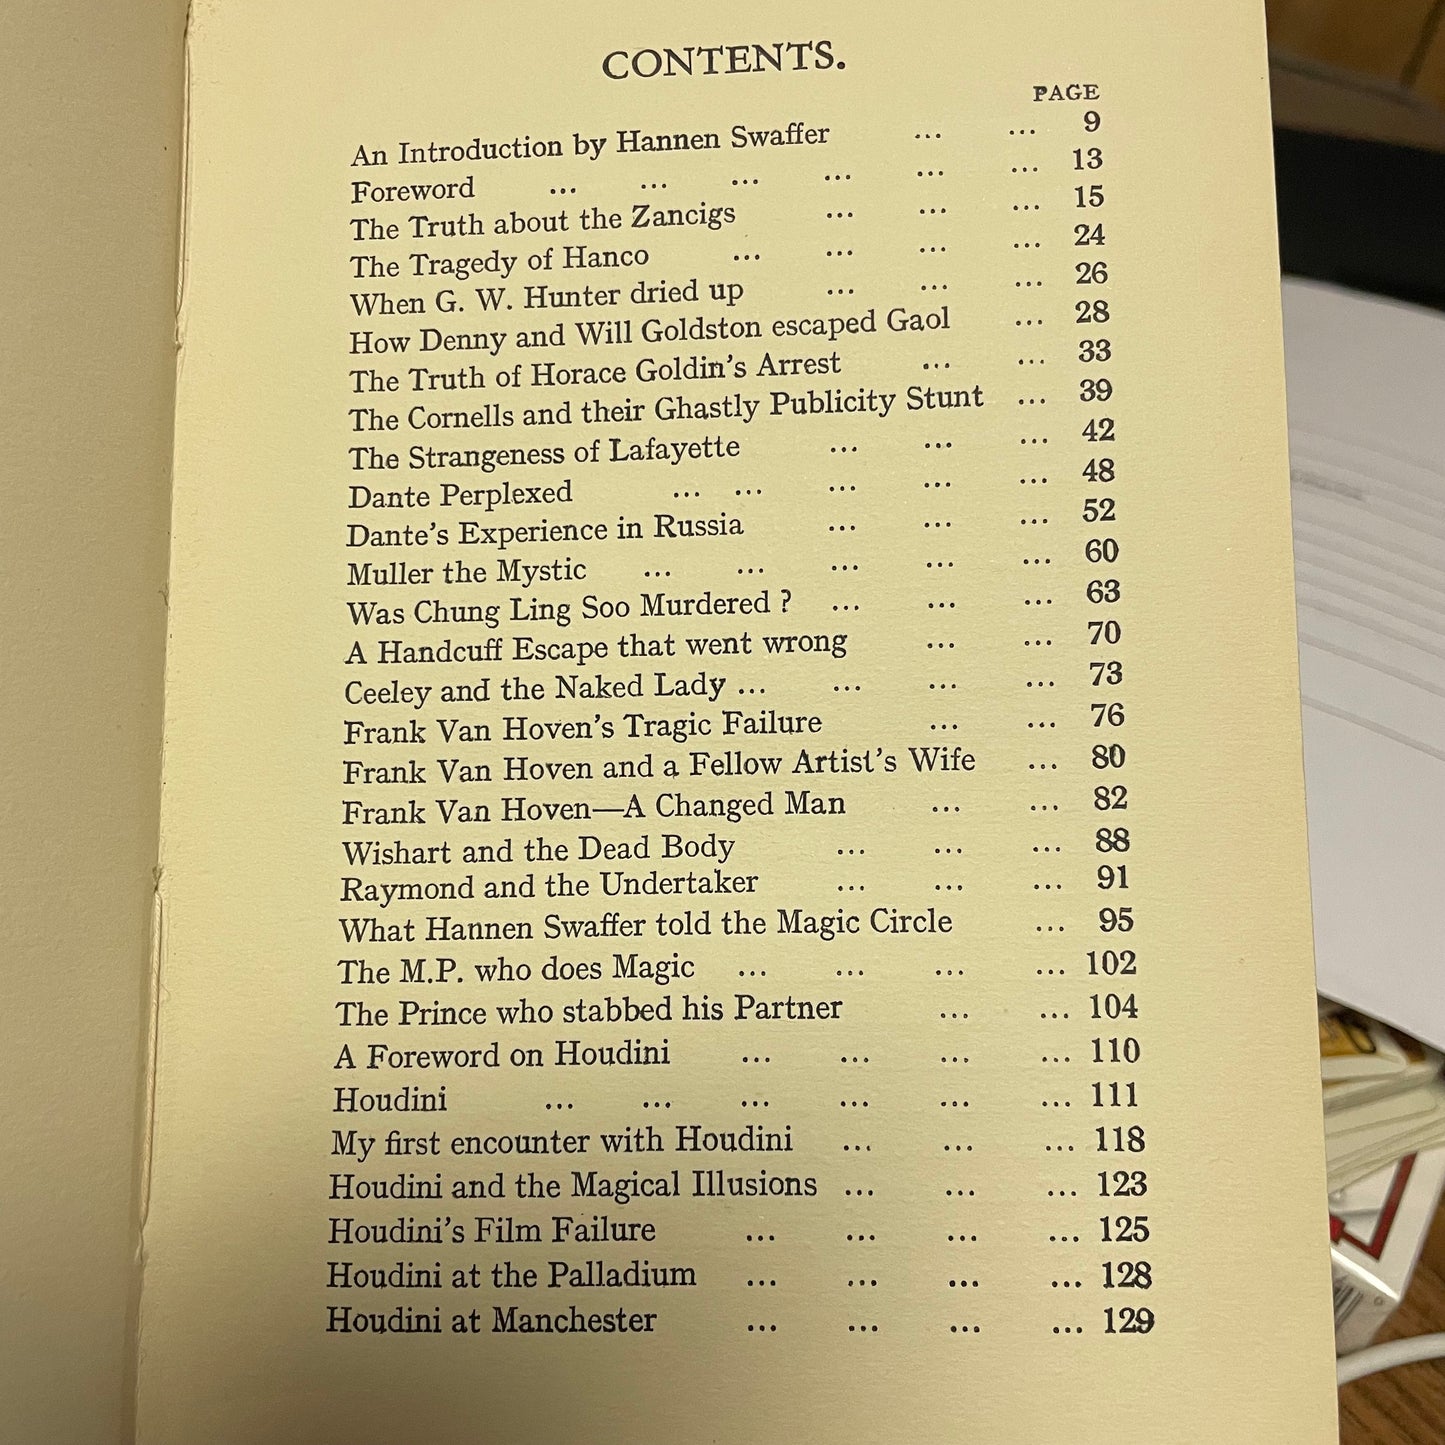 CONTENTS.
PAGE
An Introduction by Hannen Swaffer ... ... 9
Foreword ... ... ... ... ... ... 13
The Truth about the Zancigs ... ... ... 15
The Tragedy of Hanco ... ... ... ... 24
When G. W. Hunter dried up ... ... ... 26
How Denny and Will Goldston escaped Gaol ... 28
The Truth of Horace Goldin's Arrest ... ... 33
The Cornells and their Ghastly Publicity Stunt ... 39
The Strangeness of Lafayette ... ... ... 42
Dante Perplexed ... ... ... ... ... 48
Dante's Experience in Russia ... ... ... 52
Muller the Mystic ... ... ... ... ... 60
Was Chung Ling Soo Murdered ? ... ... ... 63
A Handcuff Escape that went wrong ... ... 70
Ceeley and the Naked Lady ... ... ... ... 73
Frank Van Hoven's Tragic Failure ... ... 76
Frank Van Hoven and a Fellow Artist's Wife ... 80
Frank Van Hoven—A Changed Man ... ... 82
Wishart and the Dead Body ... ... ... 88
Raymond and the Undertaker ... ... ... 91
What Hannen Swaffer told the Magic Circle ... 95
The M.P. who does Magic ... ... ... ... 102
The Prince who stabbed his Partner ... ... 104
A Foreword on Houdini ... ... ... ... 110
Houdini ... ... ... ... ... ... 111
My first encounter with Houdini ... ... ... 118
Houdini and the Magical Illusions ... ... ... 123
Houdini's Film Failure ... ... ... ... 125
Houdini at the Palladium ... ... ... ... 128
Houdini at Manchester ... ... ... ... 129